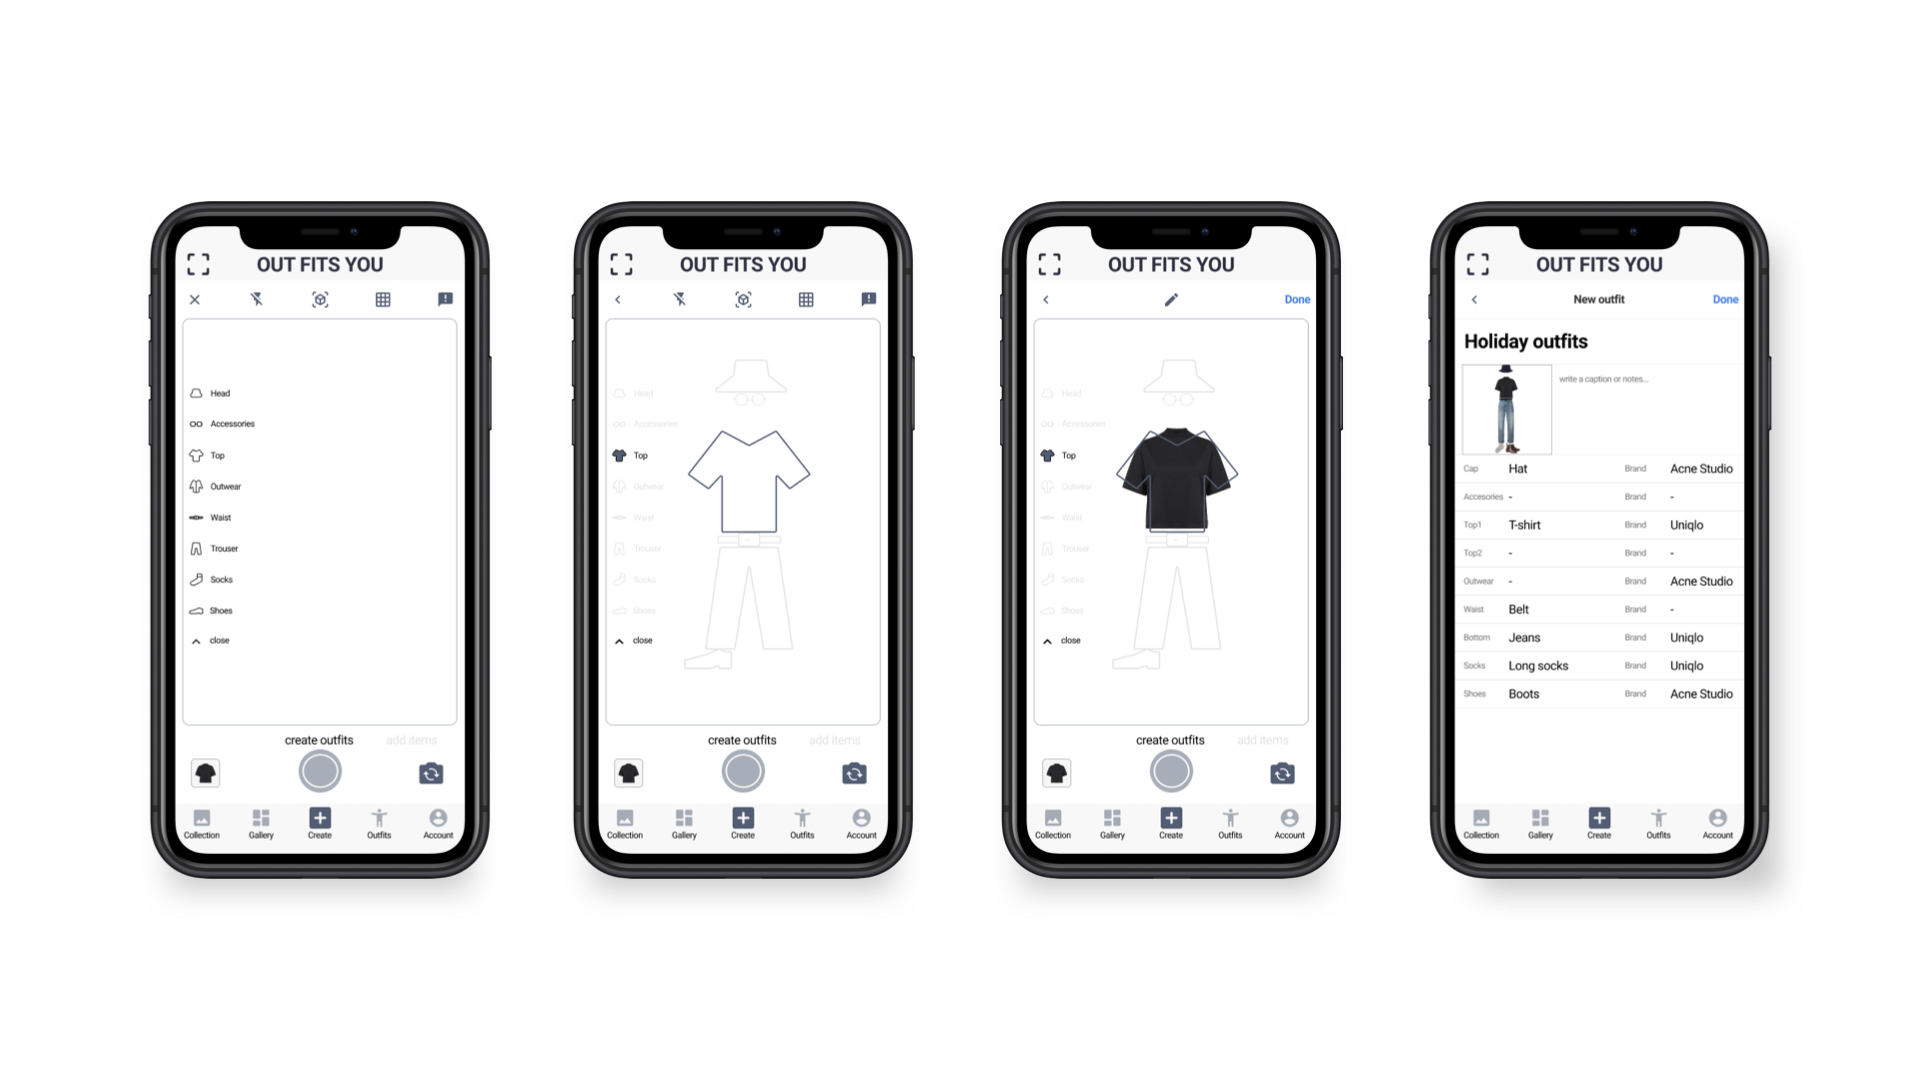 OUT FITS YOU
Head
Accessories
Top
Outwear
Waist
Trouser
Socks
Shoes
close
create outfits add items
Collection Gallery Create Outfits Account
OUT FITS YOU
Head
Accessories
Top
Outwear
Waist
Trouser
Socks
Shoes
close
create outfits add items
Collection Gallery Create Outfits Account
OUT FITS YOU
Done
Head
Accessories
Top
Outwear
Waist
Trouser
Socks
Shoes
close
create outfits add items
Collection Gallery Create Outfits Account
OUT FITS YOU
New outfit Done
Holiday outfits
write a caption or notes...
Cap Hat Brand Acne Studio
Accesories - Brand -
Top1 T-shirt Brand Uniqlo
Top2 - Brand -
Outwear - Brand Acne Studio
Waist Belt Brand -
Bottom Jeans Brand Uniqlo
Socks Long socks Brand Uniqlo
Shoes Boots Brand Acne Studio
Collection Gallery Create Outfits Account